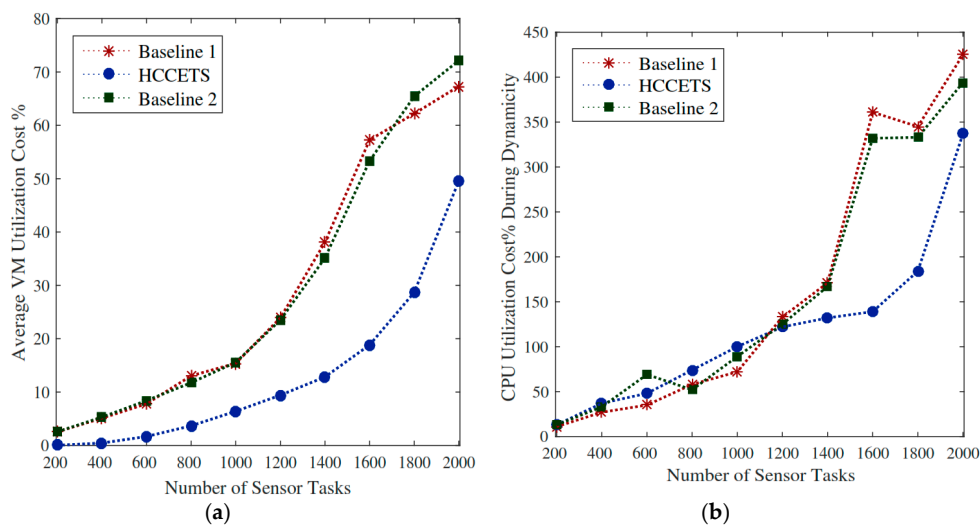 80
70
60
50
40
30
20
10
0
Average VM Utilization Cost %
Baseline 1
HCCETS
Baseline 2
200 400 600 800 1000 1200 1400 1600 1800 2000
Number of Sensor Tasks
(a)
450
400
350
300
250
200
150
100
50
0
CPU Utilization Cost% During Dynamicity
Baseline 1
HCCETS
Baseline 2
200 400 600 800 1000 1200 1400 1600 1800 2000
Number of Sensor Tasks
(b)